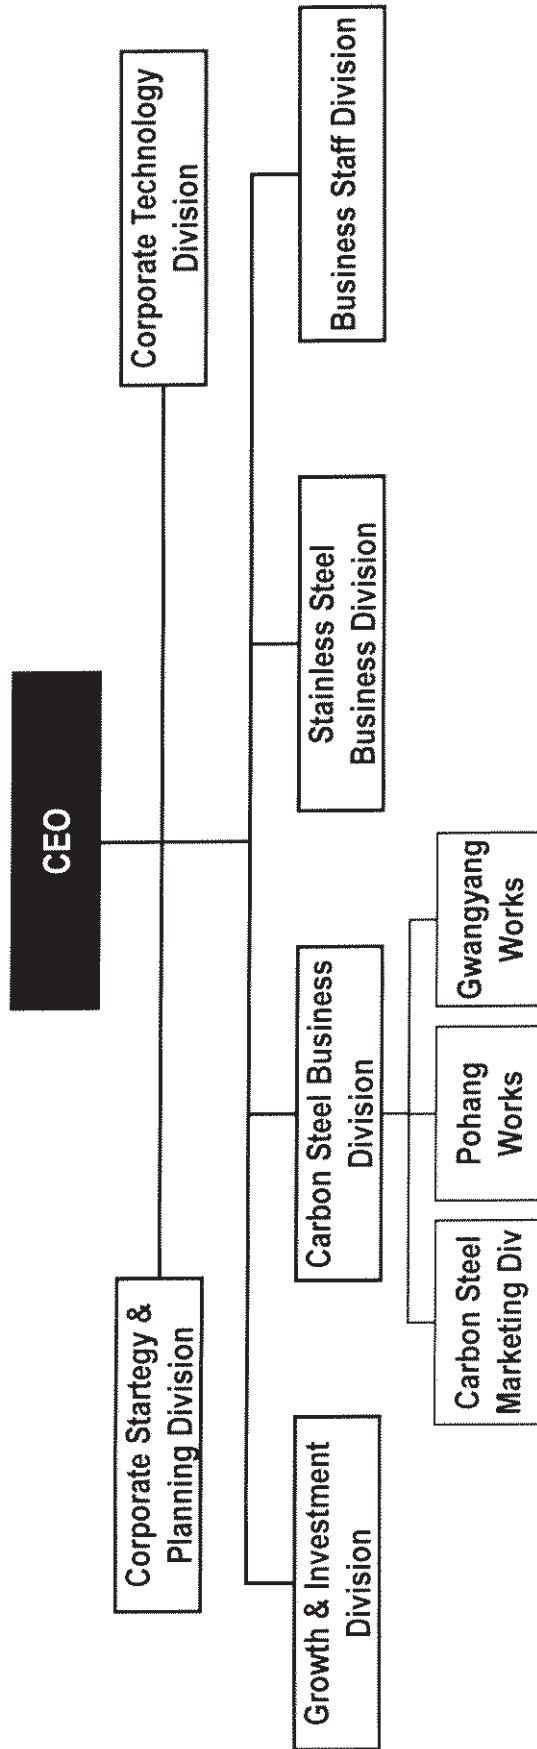 CEO
Corporate Startegy &
Planning Division
Corporate Technology
Division
Growth & Investment
Division
Carbon Steel Business
Division
Stainless Steel
Business Division
Business Staff Division
Carbon Steel
Marketing Div
Pohang
Works
Gwangyang
Works